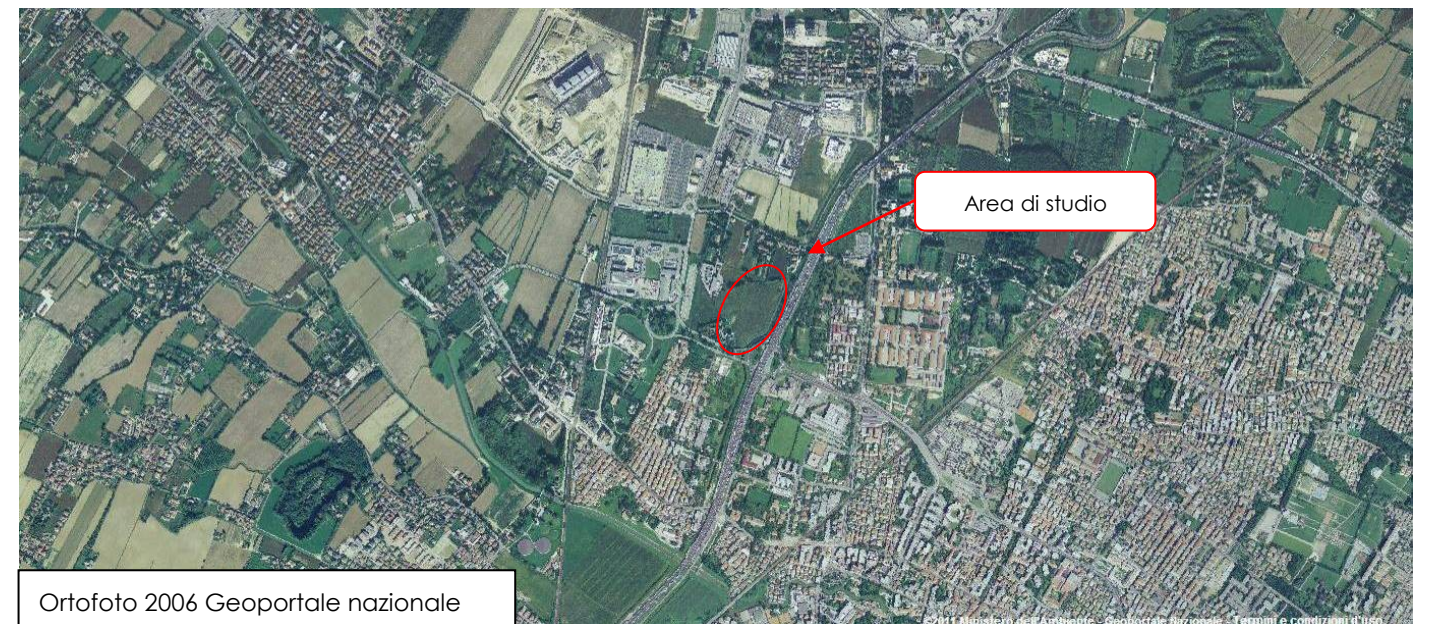 Area di studio
Ortofoto 2006 Geoportale nazionale
©2011 Ministero dell'Ambiente - Geoportale Nazionale - Termini e condizioni d'uso